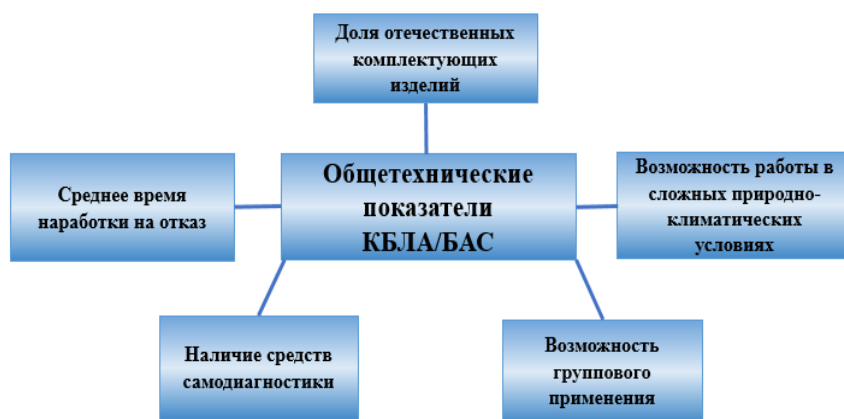 Доля отечественных
комплектующих
изделий
Среднее время
наработки на отказ
Общетехнические
показатели
КБЛА/БАС
Возможность работы в
сложных природно-
климатических
условиях
Наличие средств
самодиагностики
Возможность
группового
применения